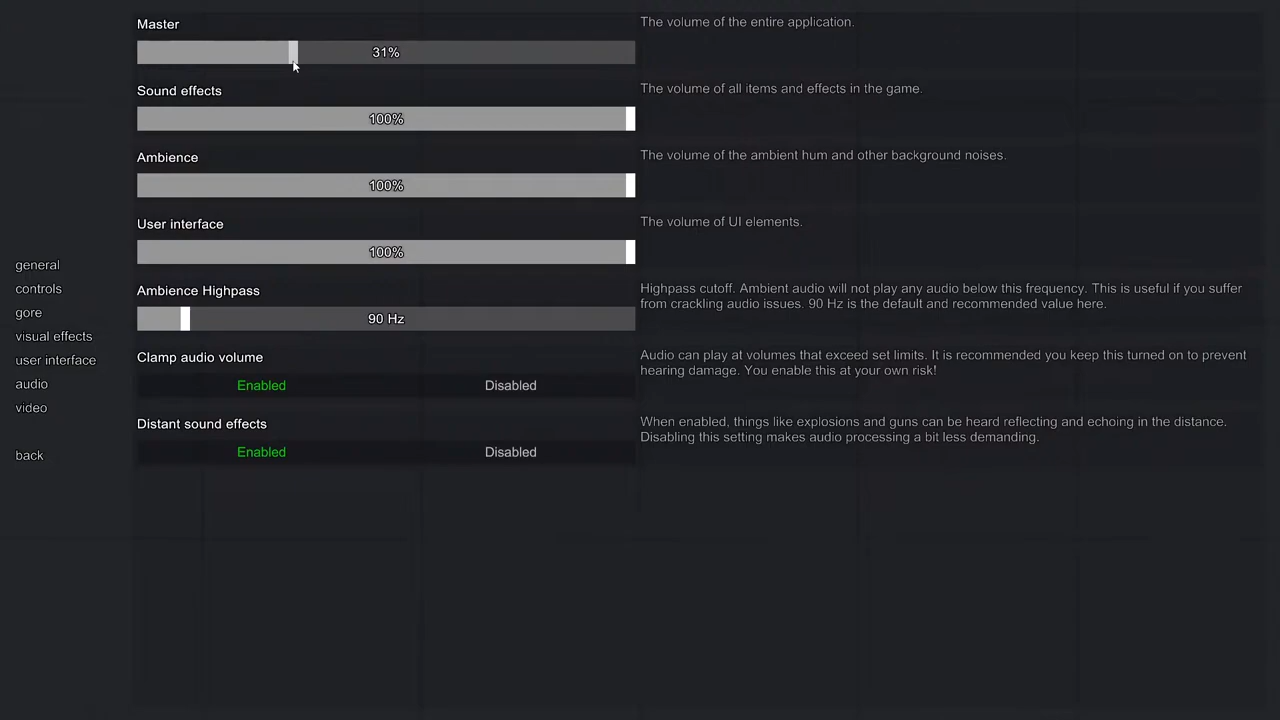 Master
The volume of the entire application.
31%
Sound effects
The volume of all items and effects in the game.
100%
Ambience
The volume of the ambient hum and other background noises.
100%
User interface
The volume of UI elements.
100%
Ambience Highpass
Highpass cutoff. Ambient audio will not play any audio below this frequency. This is useful if you suffer
from crackling audio issues. 90 Hz is the default and recommended value here.
90 Hz
Clamp audio volume
Audio can play at volumes that exceed set limits. It is recommended you keep this turned on to prevent
hearing damage. You enable this at your own risk!
Enabled Disabled
Distant sound effects
When enabled, things like explosions and guns can be heard reflecting and echoing in the distance.
Disabling this setting makes audio processing a bit less demanding.
Enabled Disabled
general
controls
gore
visual effects
user interface
audio
video
back